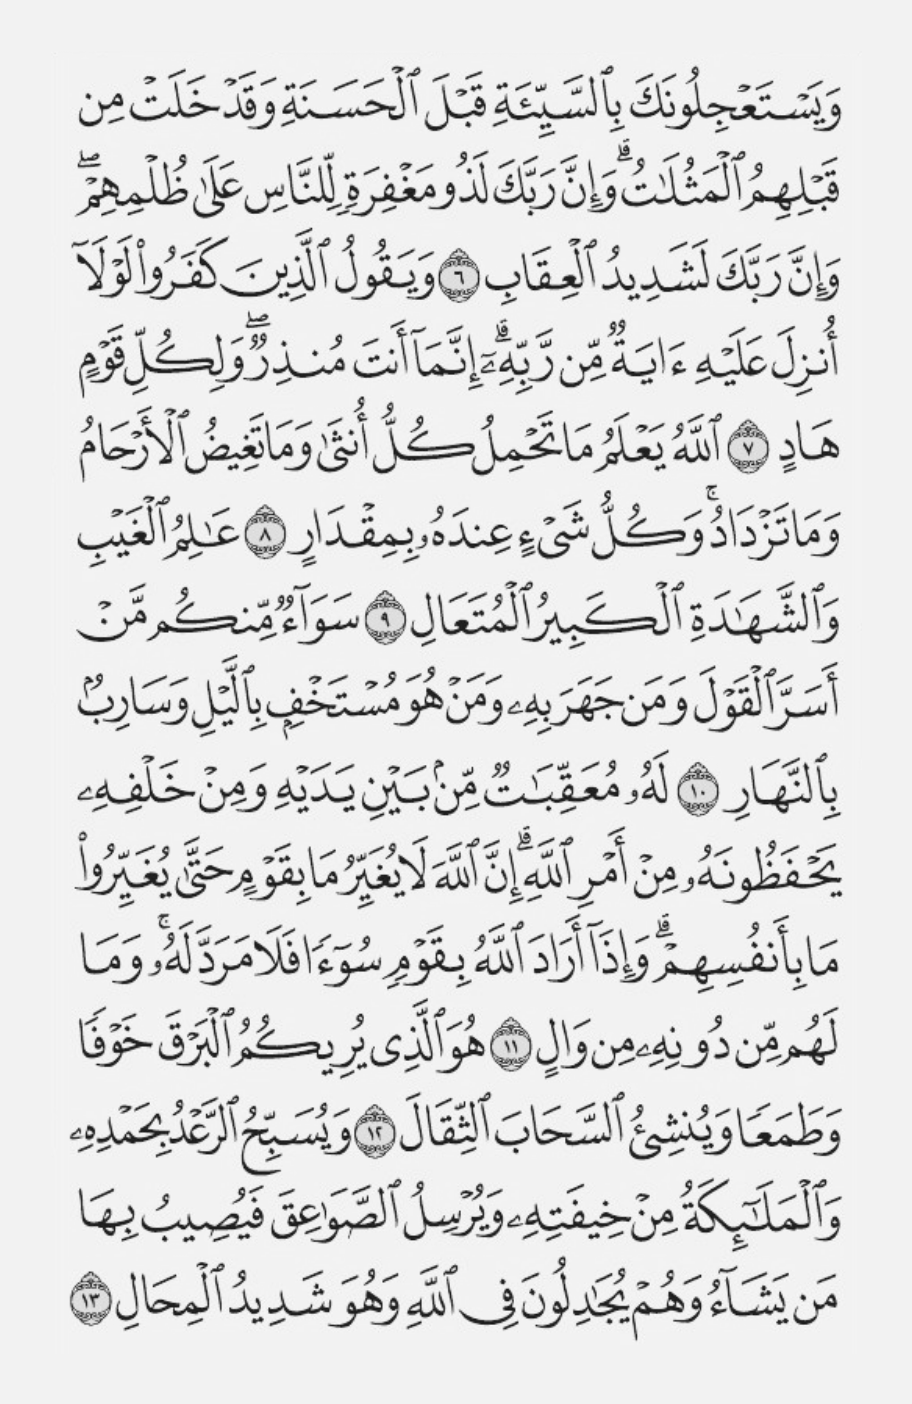 وَيَسْتَعْجِلُونَكَ بِٱلسَّيِّئَةِ قَبْلَ ٱلْحَسَنَةِ وَقَدْ خَلَتْ مِن
قَبْلِهِمُ ٱلْمَثُلَٰتُ ۗ وَإِنَّ رَبَّكَ لَذُو مَغْفِرَةٍ لِّلنَّاسِ عَلَىٰ ظُلْمِهِمْ ۖ
وَإِنَّ رَبَّكَ لَشَدِيدُ ٱلْعِقَابِ ٦ وَيَقُولُ ٱلَّذِينَ كَفَرُوا۟ لَوْلَآ
أُنزِلَ عَلَيْهِ ءَايَةٌ مِّن رَّبِّهِۦٓ ۗ إِنَّمَآ أَنتَ مُنذِرٌ ۖ وَلِكُلِّ قَوْمٍ
هَادٍ ٧ ٱللَّهُ يَعْلَمُ مَا تَحْمِلُ كُلُّ أُنثَىٰ وَمَا تَغِيضُ ٱلْأَرْحَامُ
وَمَا تَزْدَادُ ۚ وَكُلُّ شَىْءٍ عِندَهُۥ بِمِقْدَارٍ ٨ عَٰلِمُ ٱلْغَيْبِ
وَٱلشَّهَٰدَةِ ٱلْكَبِيرُ ٱلْمُتَعَالِ ٩ سَوَآءٌ مِّنكُم مَّنْ
أَسَرَّ ٱلْقَوْلَ وَمَن جَهَرَ بِهِۦ وَمَنْ هُوَ مُسْتَخْفٍۭ بِٱلَّيْلِ وَسَارِبٌۢ
بِٱلنَّهَارِ ١٠ لَهُۥ مُعَقِّبَٰتٌ مِّنۢ بَيْنِ يَدَيْهِ وَمِنْ خَلْفِهِۦ
يَحْفَظُونَهُۥ مِنْ أَمْرِ ٱللَّهِ ۗ إِنَّ ٱللَّهَ لَا يُغَيِّرُ مَا بِقَوْمٍ حَتَّىٰ يُغَيِّرُوا۟
مَا بِأَنفُسِهِمْ ۗ وَإِذَآ أَرَادَ ٱللَّهُ بِقَوْمٍ سُوٓءًا فَلَا مَرَدَّ لَهُۥ ۚ وَمَا
لَهُم مِّن دُونِهِۦ مِن وَالٍ ١١ هُوَ ٱلَّذِى يُرِيكُمُ ٱلْبَرْقَ خَوْفًا
وَطَمَعًا وَيُنشِئُ ٱلسَّحَابَ ٱلثِّقَالَ ١٢ وَيُسَبِّحُ ٱلرَّعْدُ بِحَمْدِهِۦ
وَٱلْمَلَٰٓئِكَةُ مِنْ خِيفَتِهِۦ وَيُرْسِلُ ٱلصَّوَٰعِقَ فَيُصِيبُ بِهَا
مَن يَشَآءُ وَهُمْ يُجَٰدِلُونَ فِى ٱللَّهِ وَهُوَ شَدِيدُ ٱلْمِحَالِ ١٣